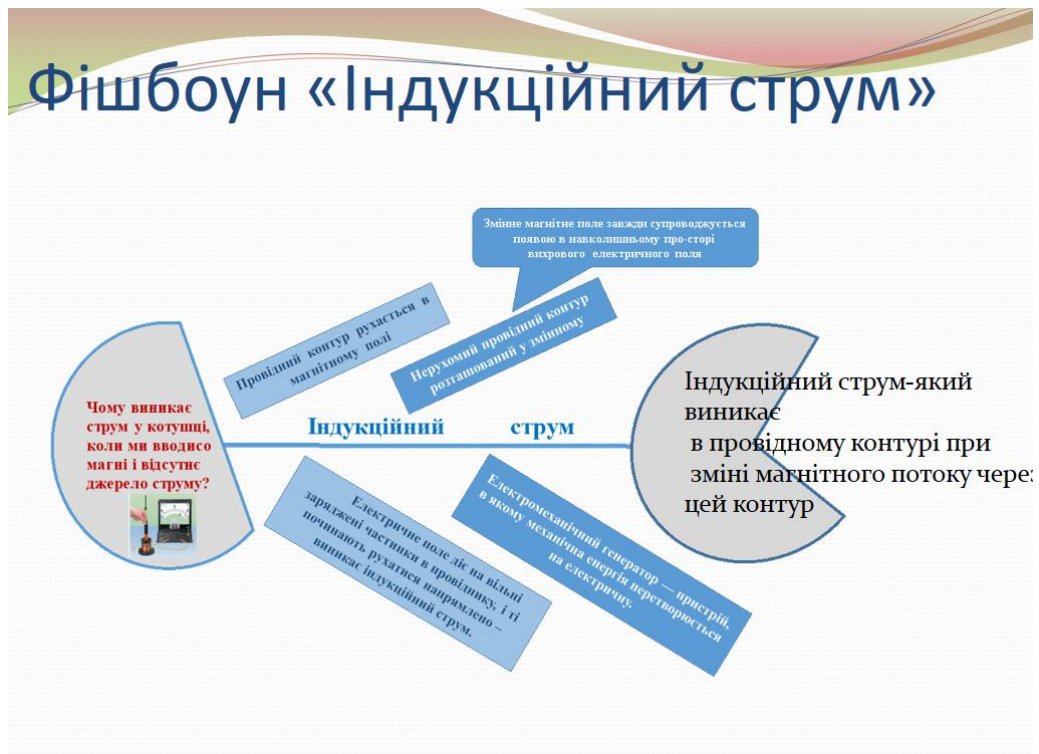 Фішбоун «Індукційний струм»
Змінне магнітне поле завжди супроводжується
появою в навколишньому про-сторі
вихрового електричного поля
Провідний контур рухається в
магнітному полі
Нерухомий провідний контур
розташований у змінному
Чому виникає
струм у котушці,
коли ми вводисо
магні і відсутнє
джерело струму?
Індукційний струм
Індукційний струм-який
виникає
в провідному контурі при
зміні магнітного потоку через
цей контур
Електричне поле діє на вільні
заряджені частинки в провіднику, і ті
починають рухатися напрямлено –
виникає індукційний струм.
Електромеханічний генератор — пристрій,
в якому механічна енергія перетворюється
на електричну.